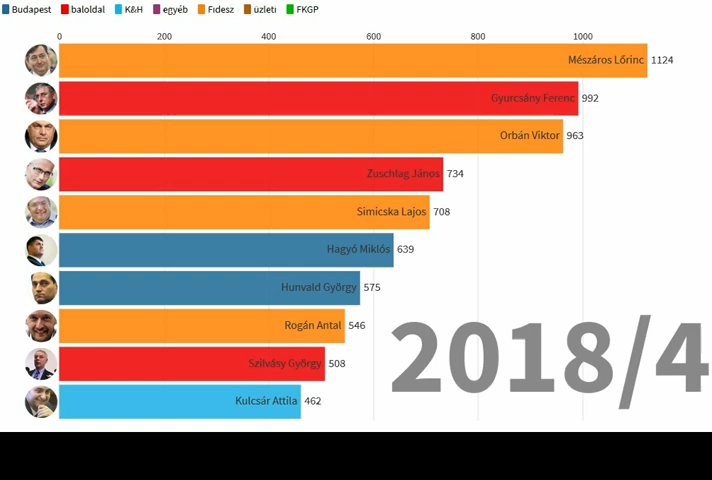 Budapest baloldal K&H egyéb Fidesz üzleti FKGP
0 200 400 600 800 1000
Mészáros Lőrinc 1124
Gyurcsány Ferenc 992
Orbán Viktor 963
Zuschlag János 734
Simicska Lajos 708
Hagyó Miklós 639
Hunvald György 575
Rogán Antal 546
Szilvásy György 508
Kulcsár Attila 462
2018/4